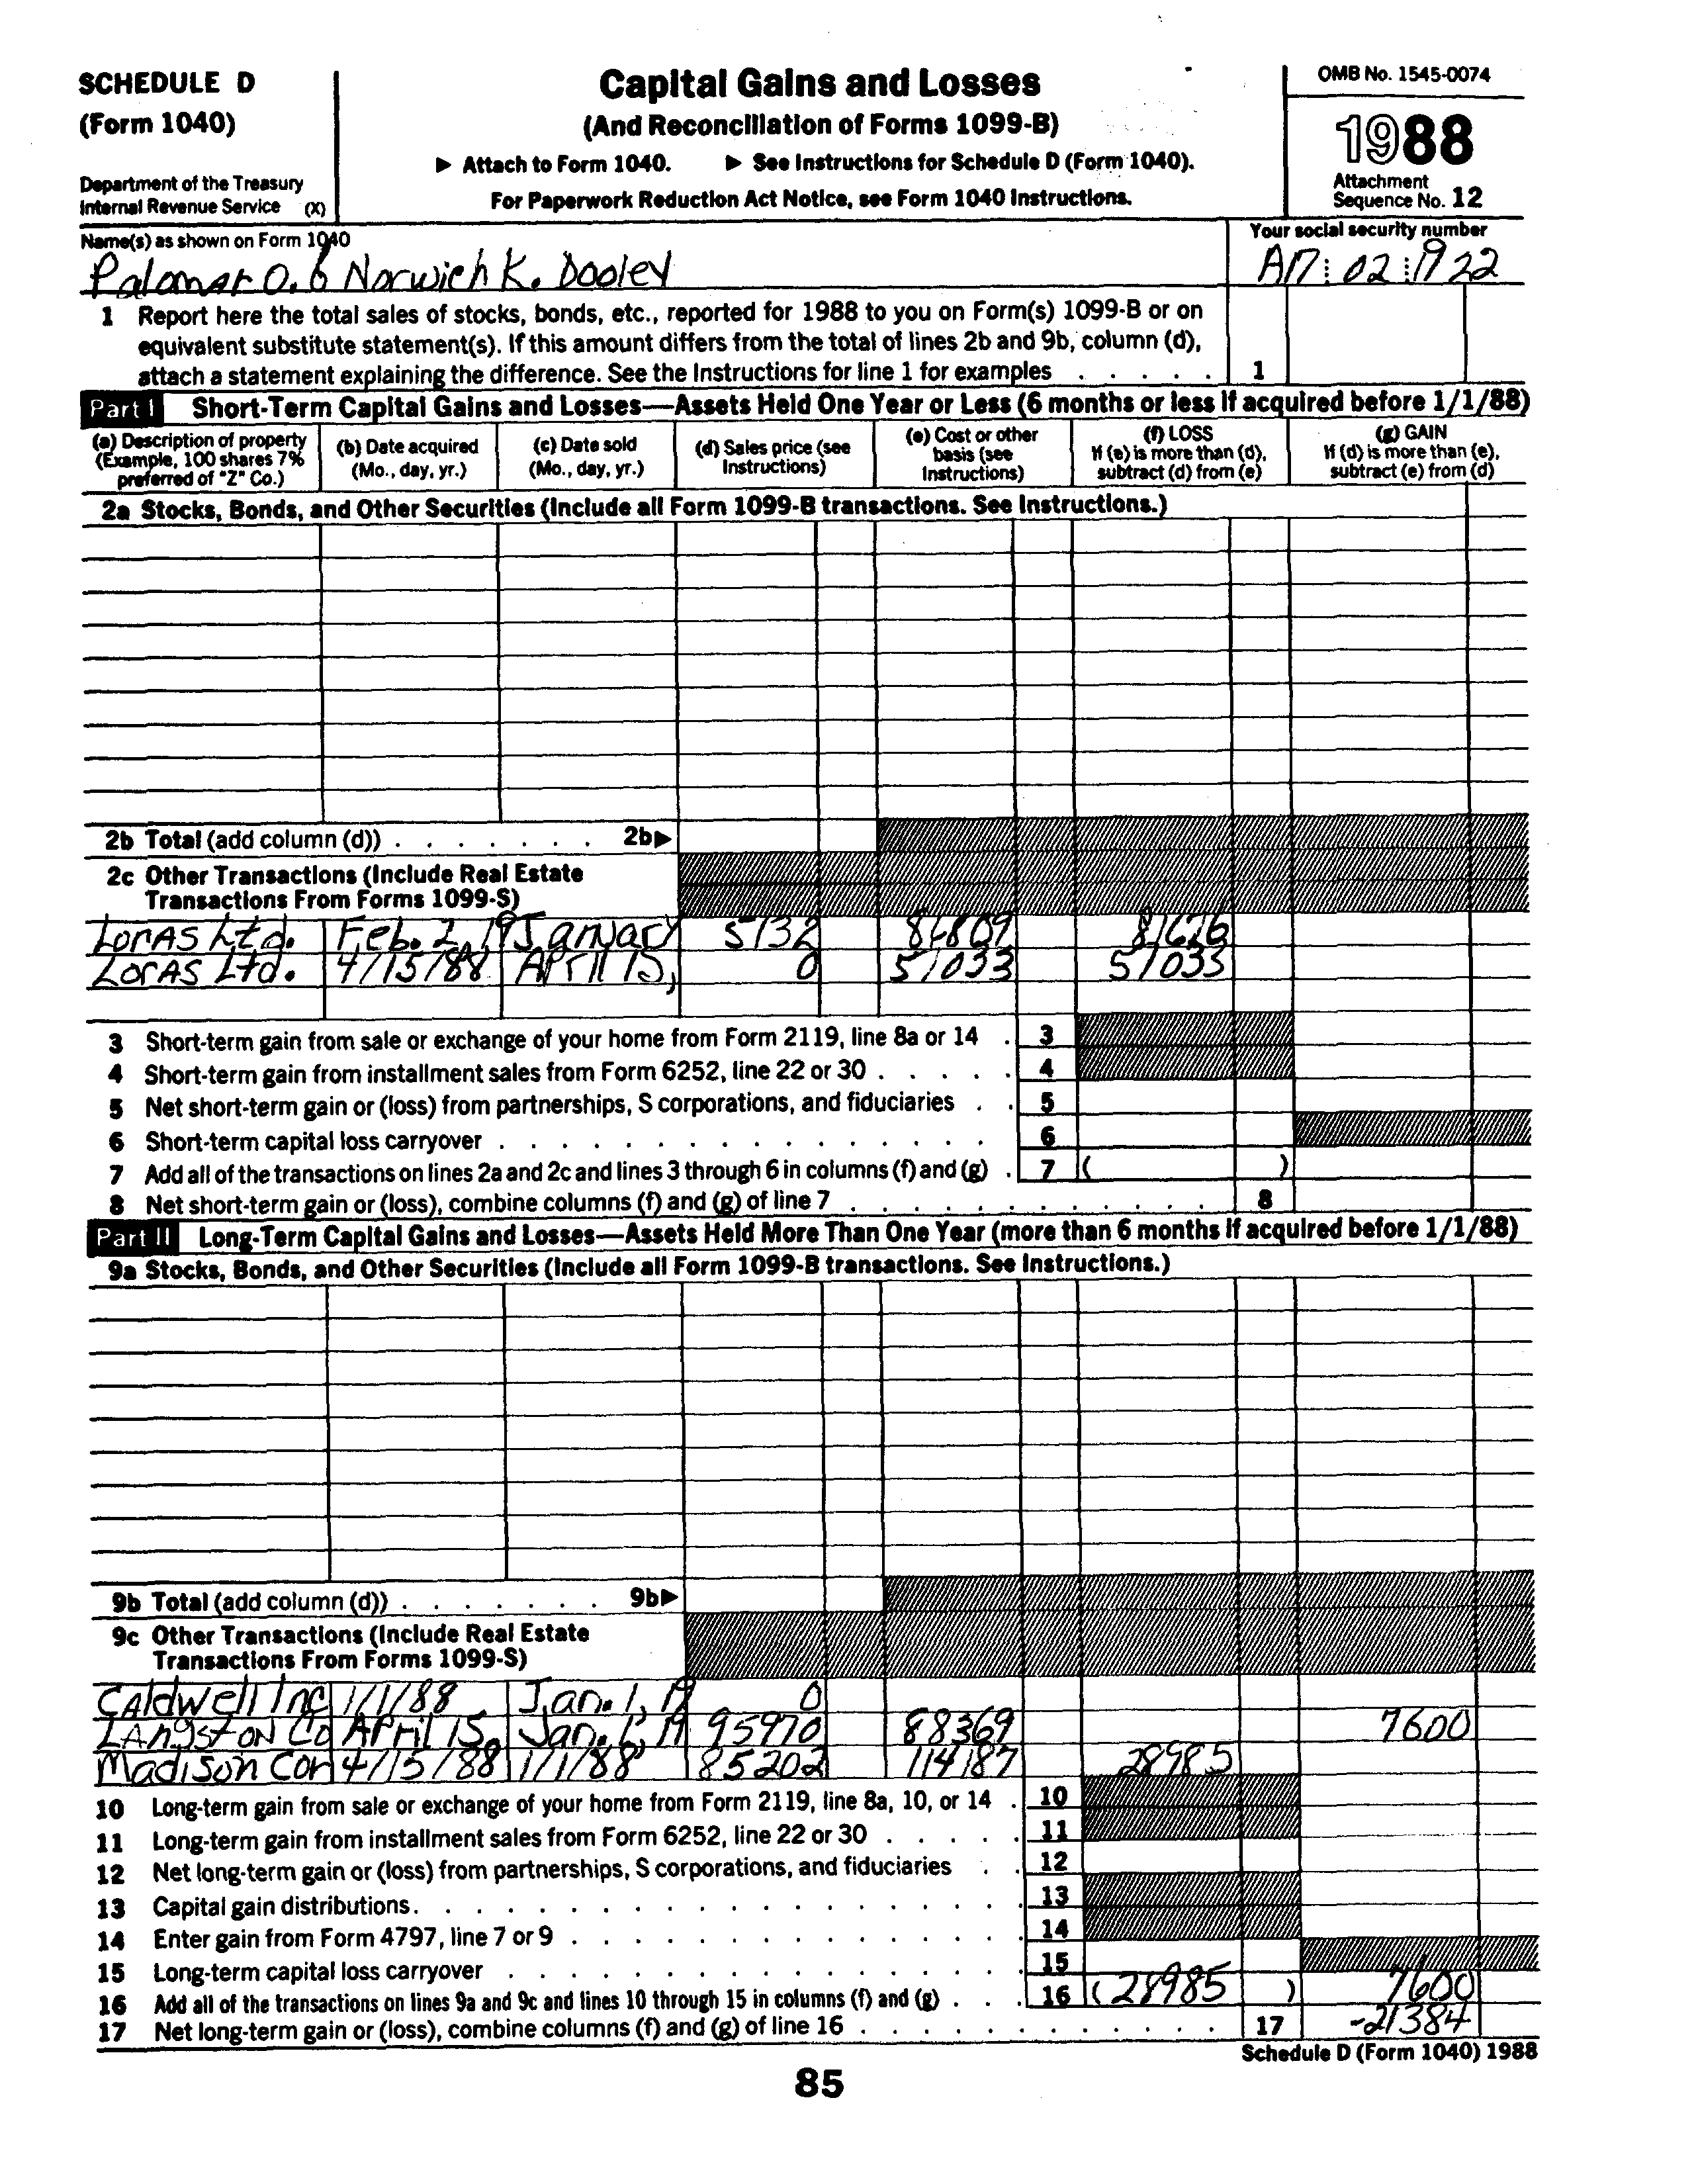 SCHEDULE D
(Form 1040)
Department of the Treasury
Internal Revenue Service (X)
Capital Gains and Losses
(And Reconciliation of Forms 1099-B)
▶ Attach to Form 1040. ▶ See Instructions for Schedule D (Form 1040).
For Paperwork Reduction Act Notice, see Form 1040 Instructions.
OMB No. 1545-0074
1988
Attachment
Sequence No. 12
Name(s) as shown on Form 1040
Palomar O. & Norwich K. Dooley
Your social security number
A17 02 1922
1 Report here the total sales of stocks, bonds, etc., reported for 1988 to you on Form(s) 1099-B or on
equivalent substitute statement(s). If this amount differs from the total of lines 2b and 9b, column (d),
attach a statement explaining the difference. See the Instructions for line 1 for examples . . . . . 1
Part I Short-Term Capital Gains and Losses—Assets Held One Year or Less (6 months or less if acquired before 1/1/88)
(a) Description of property
(Example, 100 shares 7%
preferred of "Z" Co.)
(b) Date acquired
(Mo., day, yr.)
(c) Date sold
(Mo., day, yr.)
(d) Sales price (see
Instructions)
(e) Cost or other
basis (see
Instructions)
(f) LOSS
If (e) is more than (d),
subtract (d) from (e)
(g) GAIN
If (d) is more than (e),
subtract (e) from (d)
2a Stocks, Bonds, and Other Securities (Include all Form 1099-B transactions. See Instructions.)
2b Total (add column (d)) . . . . . . . 2b▶
2c Other Transactions (Include Real Estate
Transactions From Forms 1099-S)
Loras Ltd. Feb. 2, 19 January 5132 81676
Loras Ltd. 4/15/88 April 15, 0 51033 51033
3 Short-term gain from sale or exchange of your home from Form 2119, line 8a or 14 . 3
4 Short-term gain from installment sales from Form 6252, line 22 or 30 . . . . . 4
5 Net short-term gain or (loss) from partnerships, S corporations, and fiduciaries . . 5
6 Short-term capital loss carryover . . . . . . . . . . . . . . . . 6
7 Add all of the transactions on lines 2a and 2c and lines 3 through 6 in columns (f) and (g) . 7 ( )
8 Net short-term gain or (loss), combine columns (f) and (g) of line 7 . . . . . . . . . . 8
Part II Long-Term Capital Gains and Losses—Assets Held More Than One Year (more than 6 months if acquired before 1/1/88)
9a Stocks, Bonds, and Other Securities (Include all Form 1099-B transactions. See Instructions.)
9b Total (add column (d)) . . . . . . . 9b▶
9c Other Transactions (Include Real Estate
Transactions From Forms 1099-S)
Caldwell Inc 1/1/88 Jan. 1, 19 0
Langston Co April 15, Jan. 1, 19 95970 88369 7600
Madison Cor 4/15/88 1/1/88 85202 114187 28985
10 Long-term gain from sale or exchange of your home from Form 2119, line 8a, 10, or 14 . 10
11 Long-term gain from installment sales from Form 6252, line 22 or 30 . . . . . 11
12 Net long-term gain or (loss) from partnerships, S corporations, and fiduciaries . . 12
13 Capital gain distributions. . . . . . . . . . . . . . . . . . . 13
14 Enter gain from Form 4797, line 7 or 9 . . . . . . . . . . . . . . 14
15 Long-term capital loss carryover . . . . . . . . . . . . . . . . 15
16 Add all of the transactions on lines 9a and 9c and lines 10 through 15 in columns (f) and (g) . . . 16 (28985 ) 7600
17 Net long-term gain or (loss), combine columns (f) and (g) of line 16 . . . . . . . . . . 17 -21384
Schedule D (Form 1040) 1988
85